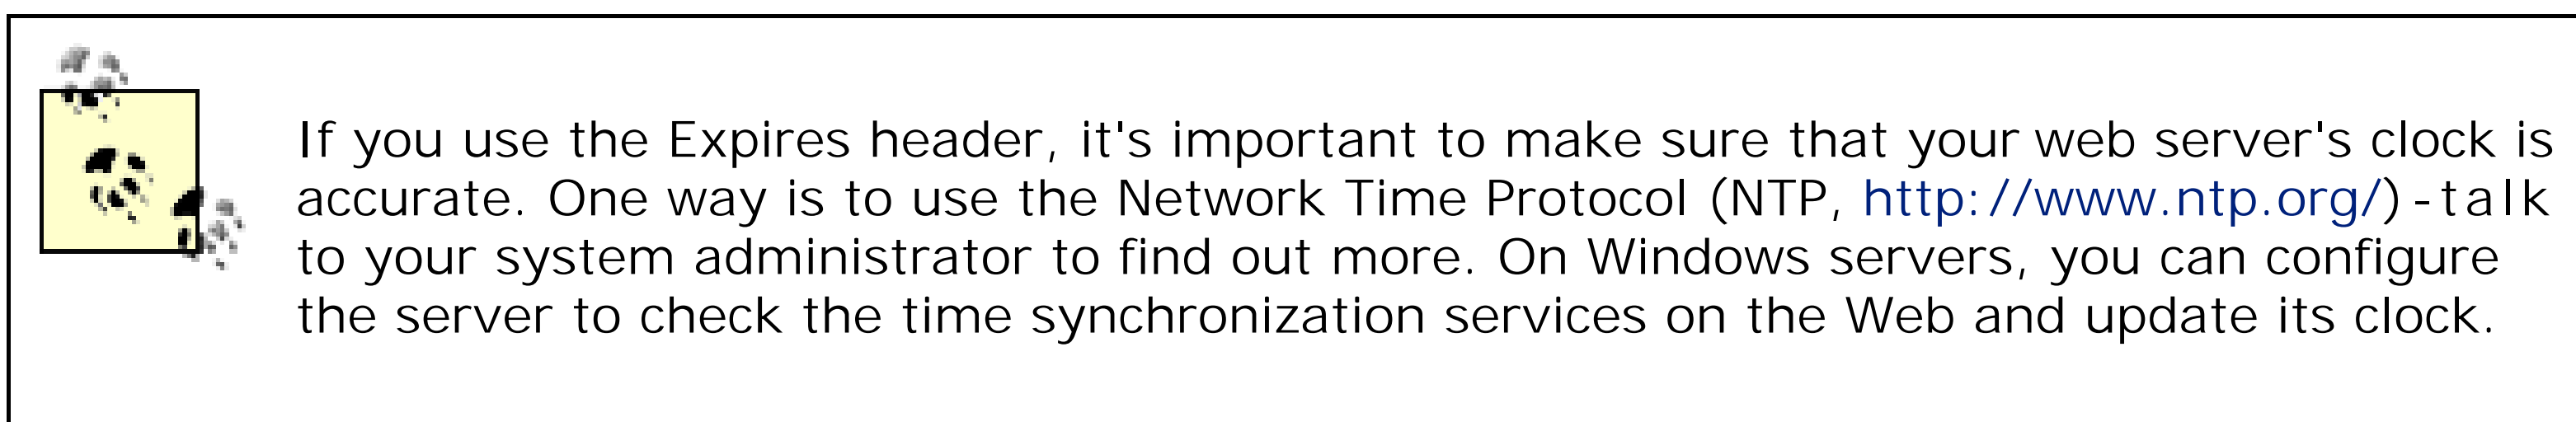 If you use the Expires header, it's important to make sure that your web server's clock is
accurate. One way is to use the Network Time Protocol (NTP, http://www.ntp.org/)-talk
to your system administrator to find out more. On Windows servers, you can configure
the server to check the time synchronization services on the Web and update its clock.